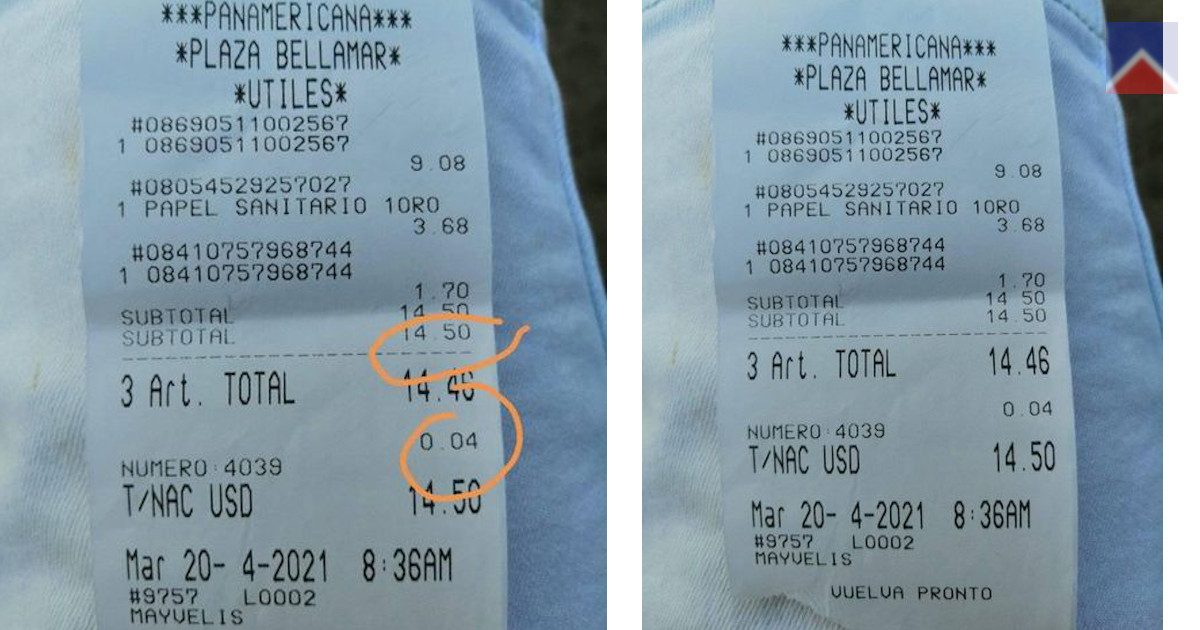 ***PANAMERICANA***
*PLAZA BELLAMAR*
*UTILES*
#08690511002567
1 08690511002567
9.08
#08054529257027
1 PAPEL SANITARIO 10RO
3.68
#08410757968744
1 08410757968744
1.70
SUBTOTAL 14.50
SUBTOTAL 14.50
3 Art. TOTAL 14.46
0.04
NUMERO:4039
T/NAC USD 14.50
Mar 20- 4-2021 8:36AM
#9757 L0002
MAYVELIS
***PANAMERICANA***
*PLAZA BELLAMAR*
*UTILES*
#08690511002567
1 08690511002567
9.08
#08054529257027
1 PAPEL SANITARIO 10RO
3.68
#08410757968744
1 08410757968744
1.70
SUBTOTAL 14.50
SUBTOTAL 14.50
3 Art. TOTAL 14.46
0.04
NUMERO:4039
T/NAC USD 14.50
Mar 20- 4-2021 8:36AM
#9757 L0002
MAYVELIS
VUELVA PRONTO